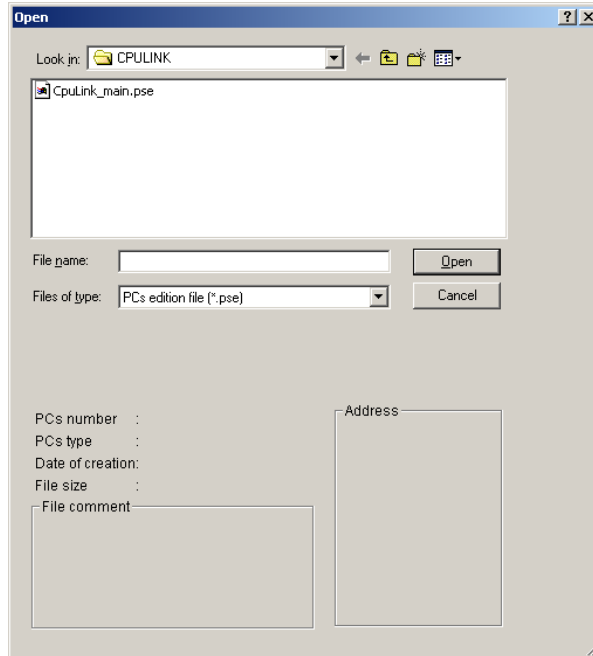 Open
Look in: CPULINK
CpuLink_main.pse
File name:
Open
Files of type: PCs edition file (*.pse)
Cancel
PCs number :
PCs type :
Date of creation:
File size :
File comment
Address